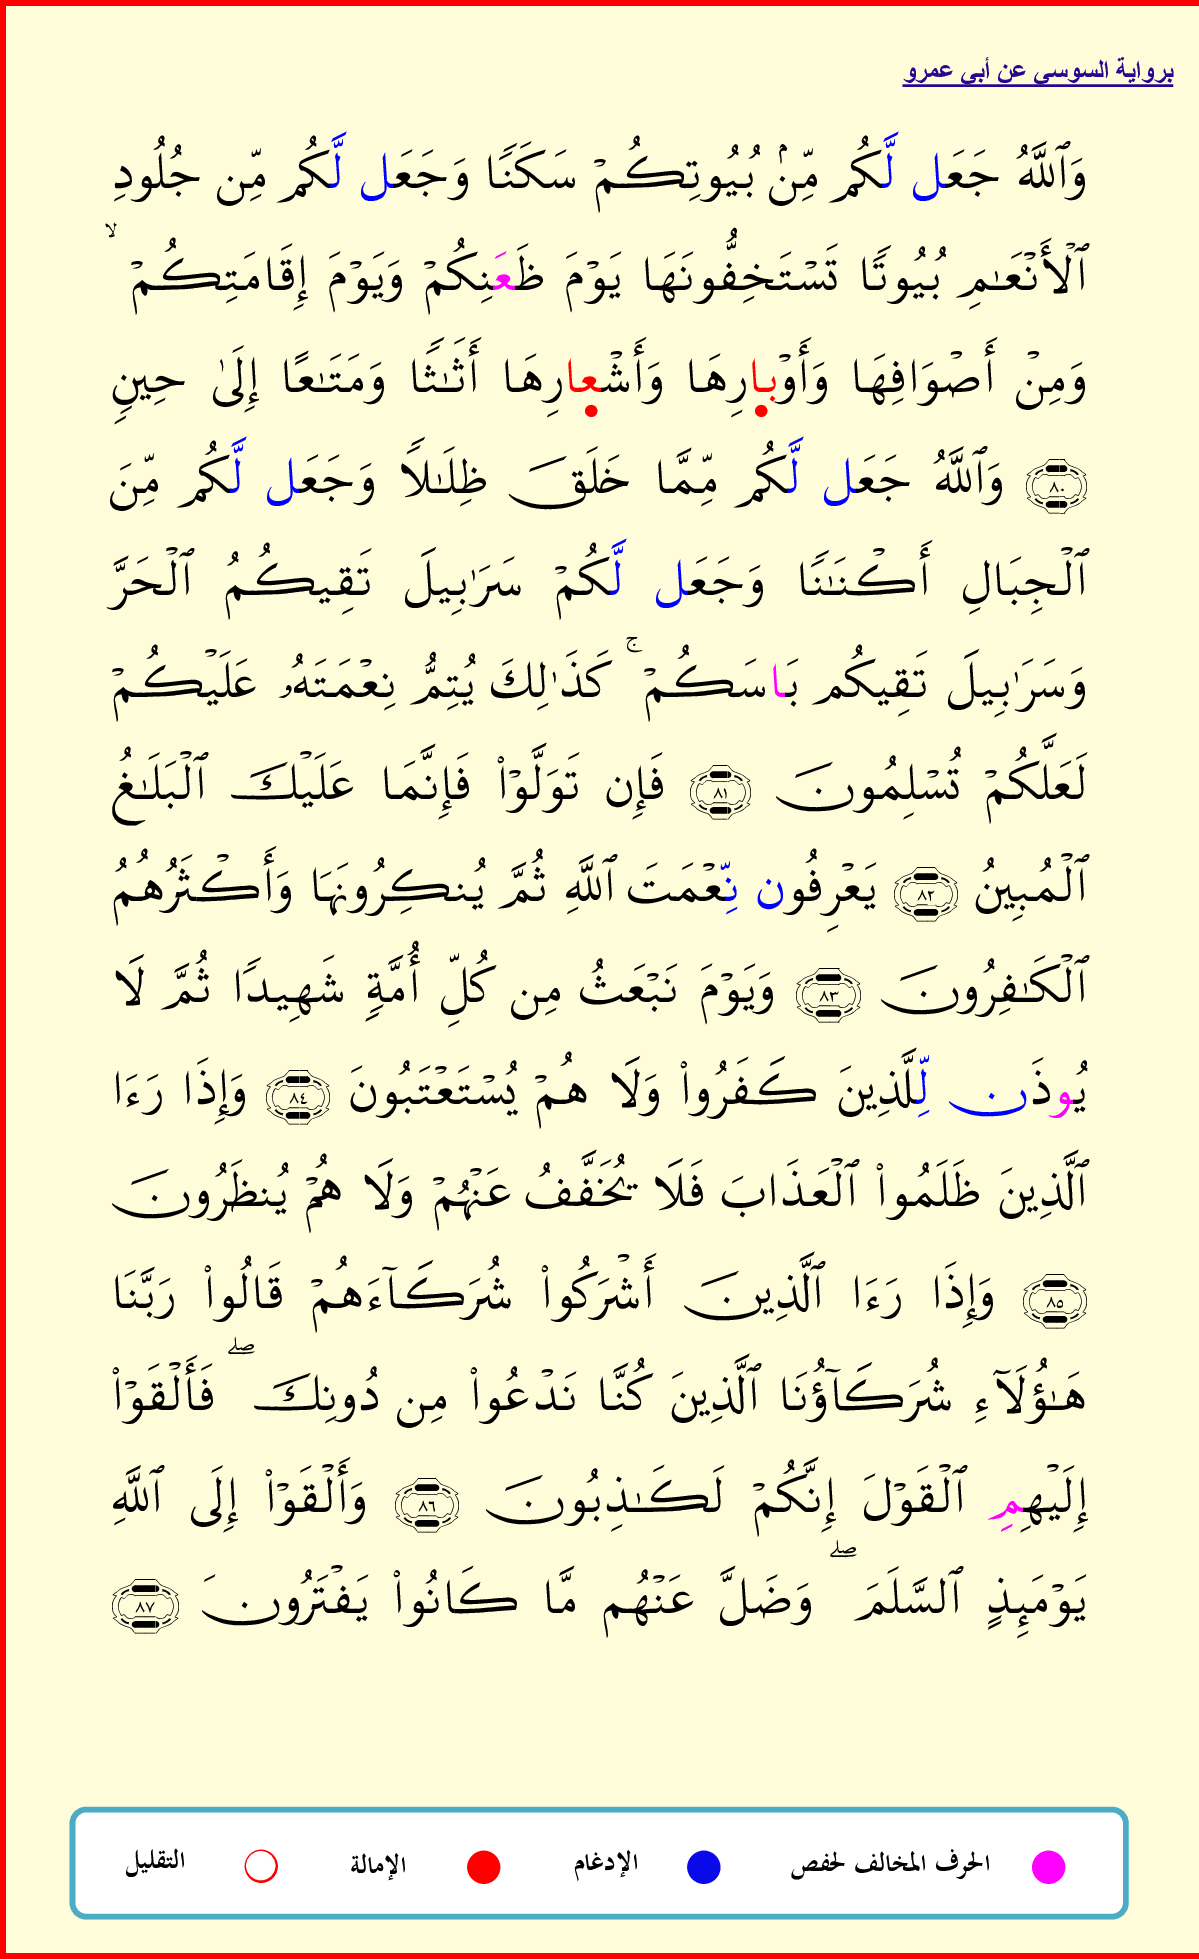 برواية السوسي عن أبي عمرو
وَٱللَّهُ جَعَل لَّكُم مِّنۢ بُيُوتِكُمْ سَكَنًا وَجَعَل لَّكُم مِّن جُلُودِ
ٱلْأَنْعَـٰمِ بُيُوتًا تَسْتَخِفُّونَهَا يَوْمَ ظَعَنِكُمْ وَيَوْمَ إِقَامَتِكُمْ ۙ
وَمِنْ أَصْوَافِهَا وَأَوْبارِهَا وَأَشْعارِهَا أَثَـٰثًا وَمَتَـٰعًا إِلَىٰ حِينٍ
٨٠ وَٱللَّهُ جَعَل لَّكُم مِّمَّا خَلَقَ ظِلَـٰلًا وَجَعَل لَّكُم مِّنَ
ٱلْجِبَالِ أَكْنَـٰنًا وَجَعَل لَّكُمْ سَرَٰبِيلَ تَقِيكُمُ ٱلْحَرَّ
وَسَرَٰبِيلَ تَقِيكُم بَاسَكُمْ ۚ كَذَٰلِكَ يُتِمُّ نِعْمَتَهُۥ عَلَيْكُمْ
لَعَلَّكُمْ تُسْلِمُونَ ٨١ فَإِن تَوَلَّوْا۟ فَإِنَّمَا عَلَيْكَ ٱلْبَلَـٰغُ
ٱلْمُبِينُ ٨٢ يَعْرِفُون نِّعْمَتَ ٱللَّهِ ثُمَّ يُنكِرُونَهَا وَأَكْثَرُهُمُ
ٱلْكَـٰفِرُونَ ٨٣ وَيَوْمَ نَبْعَثُ مِن كُلِّ أُمَّةٍ شَهِيدًا ثُمَّ لَا
يُوذَن لِّلَّذِينَ كَفَرُوا۟ وَلَا هُمْ يُسْتَعْتَبُونَ ٨٤ وَإِذَا رَءَا
ٱلَّذِينَ ظَلَمُوا۟ ٱلْعَذَابَ فَلَا يُخَفَّفُ عَنْهُمْ وَلَا هُمْ يُنظَرُونَ
٨٥ وَإِذَا رَءَا ٱلَّذِينَ أَشْرَكُوا۟ شُرَكَآءَهُمْ قَالُوا۟ رَبَّنَا
هَـٰٓؤُلَآءِ شُرَكَآؤُنَا ٱلَّذِينَ كُنَّا نَدْعُوا۟ مِن دُونِكَ ۖ فَأَلْقَوْا۟
إِلَيْهِمِ ٱلْقَوْلَ إِنَّكُمْ لَكَـٰذِبُونَ ٨٦ وَأَلْقَوْا۟ إِلَى ٱللَّهِ
يَوْمَئِذٍ ٱلسَّلَمَ ۖ وَضَلَّ عَنْهُم مَّا كَانُوا۟ يَفْتَرُونَ ٨٧
الحرف المخالف لحفص الإدغام الإمالة التقليل